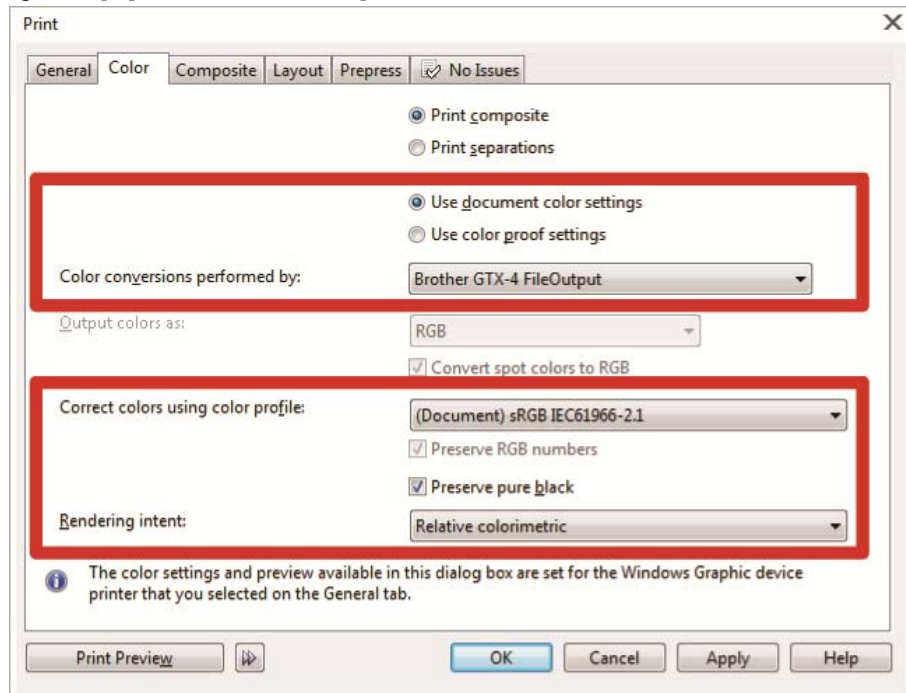 Print
General Color Composite Layout Prepress No Issues
Print composite
Print separations
Use document color settings
Use color proof settings
Color conversions performed by: Brother GTX-4 FileOutput
Output colors as: RGB
Convert spot colors to RGB
Correct colors using color profile: (Document) sRGB IEC61966-2.1
Preserve RGB numbers
Preserve pure black
Rendering intent: Relative colorimetric
The color settings and preview available in this dialog box are set for the Windows Graphic device
printer that you selected on the General tab.
Print Preview OK Cancel Apply Help